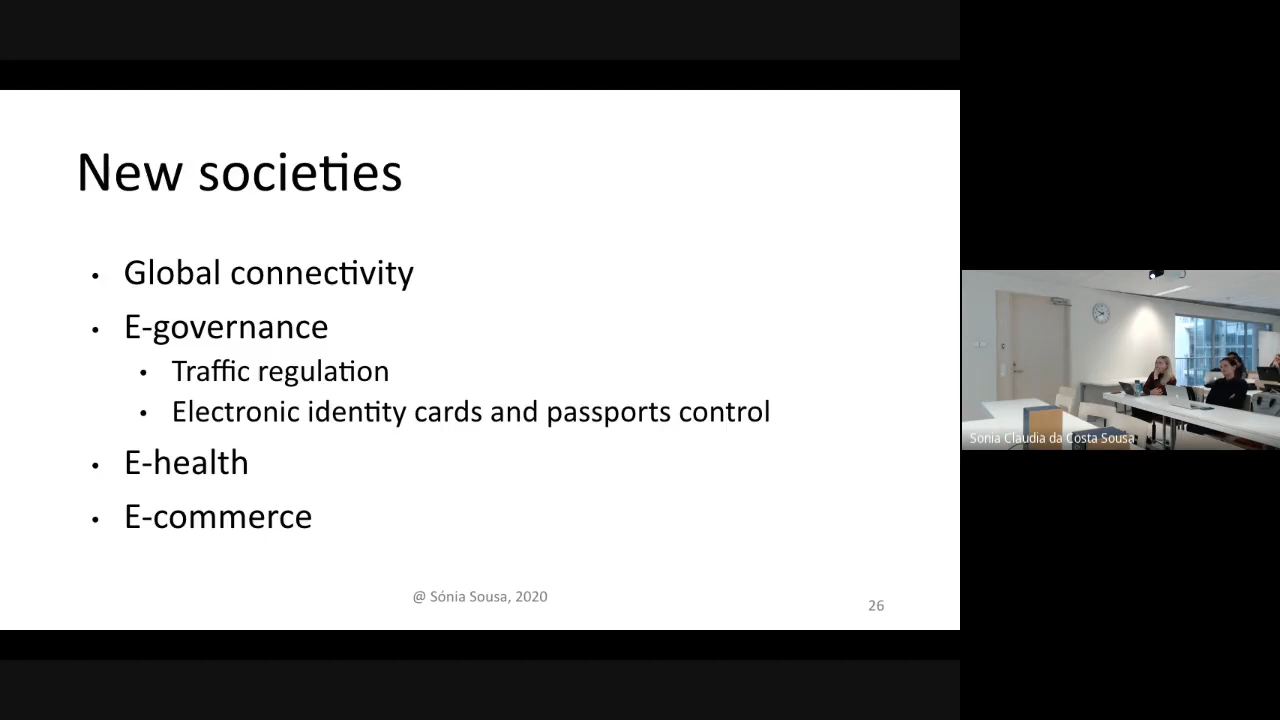 New societies
• Global connectivity
• E-governance
• Traffic regulation
• Electronic identity cards and passports control
• E-health
• E-commerce
@ Sónia Sousa, 2020
26
Sonia Claudia da Costa Sousa